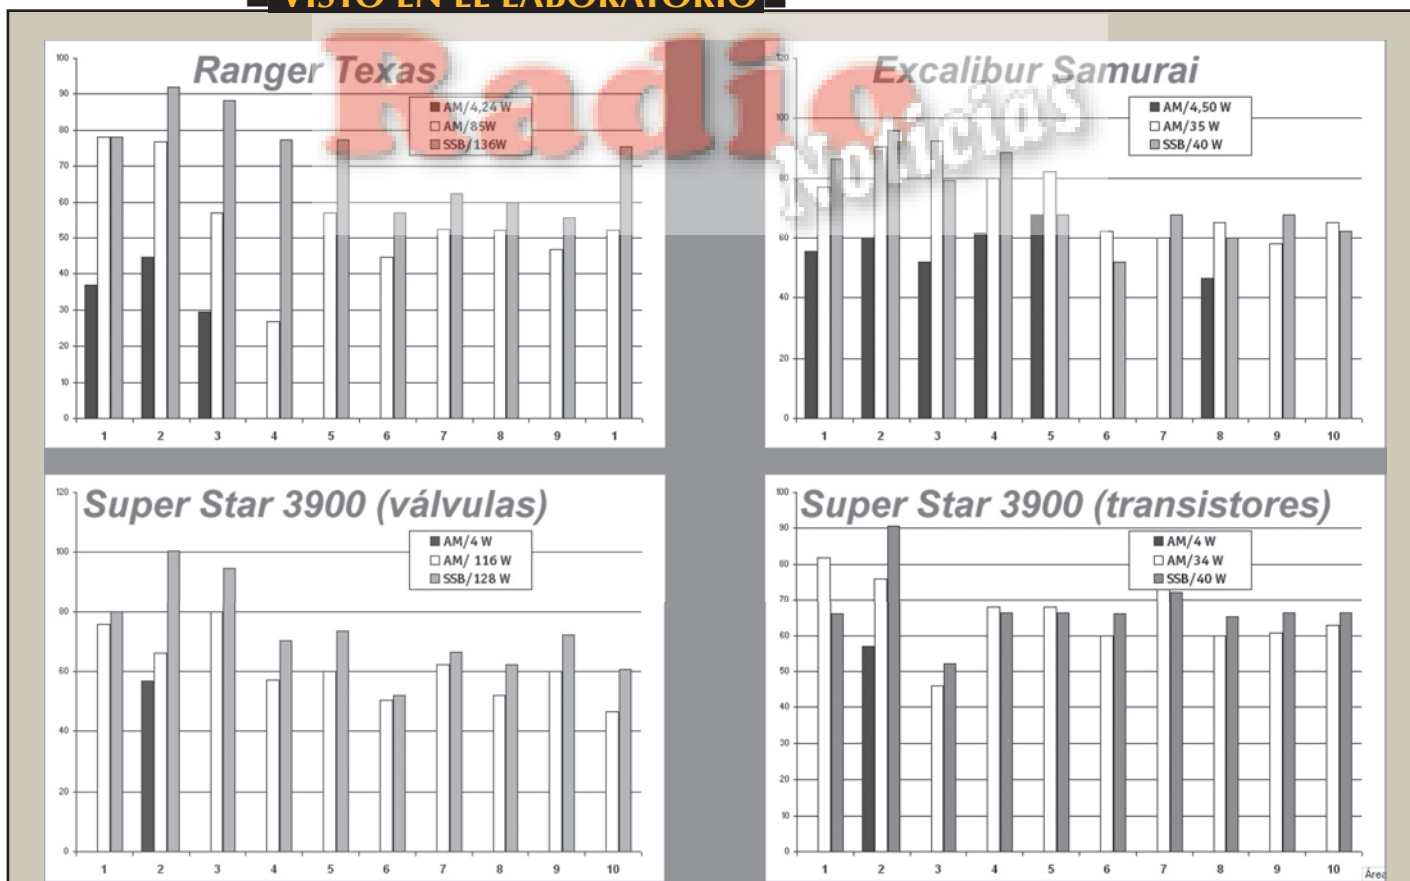 VISTO EN EL LABORATORIO
Radio
Noticias
Ranger Texas
AM/4,24 W
AM/85W
SSB/136W
100
90
80
70
60
50
40
30
20
10
0
1 2 3 4 5 6 7 8 9 1
Excalibur Samurai
AM/4,50 W
AM/35 W
SSB/40 W
120
100
80
60
40
20
0
1 2 3 4 5 6 7 8 9 10
Super Star 3900 (válvulas)
AM/4 W
AM/ 116 W
SSB/128 W
120
100
80
60
40
20
0
1 2 3 4 5 6 7 8 9 10
Super Star 3900 (transistores)
AM/4 W
AM/34 W
SSB/40 W
100
90
80
70
60
50
40
30
20
10
0
1 2 3 4 5 6 7 8 9 10
Área